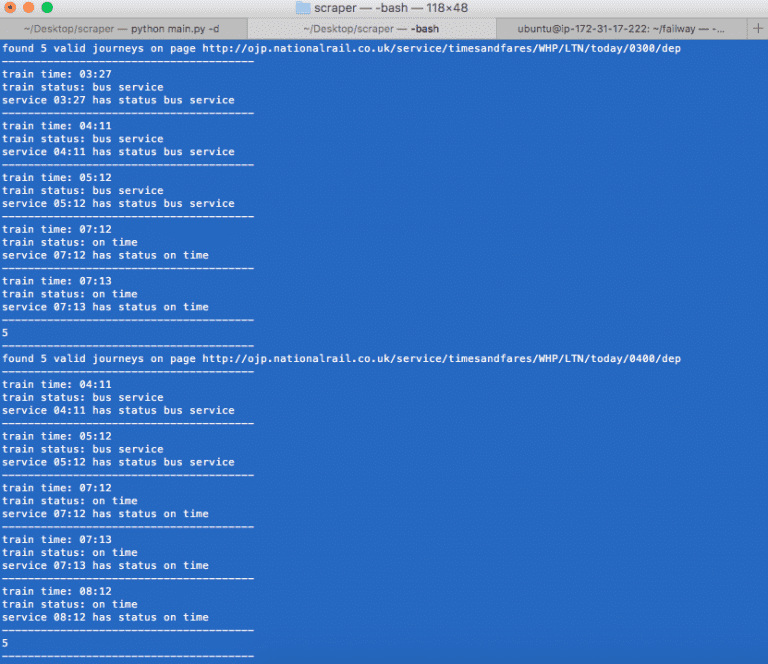 scraper — -bash — 118×48
~/Desktop/scraper — python main.py -d
~/Desktop/scraper — -bash
ubuntu@ip-172-31-17-222: ~/failway — -...
+
found 5 valid journeys on page http://ojp.nationalrail.co.uk/service/timesandfares/WHP/LTN/today/0300/dep
---------------------------------------
train time: 03:27
train status: bus service
service 03:27 has status bus service
---------------------------------------
train time: 04:11
train status: bus service
service 04:11 has status bus service
---------------------------------------
train time: 05:12
train status: bus service
service 05:12 has status bus service
---------------------------------------
train time: 07:12
train status: on time
service 07:12 has status on time
---------------------------------------
train time: 07:13
train status: on time
service 07:13 has status on time
---------------------------------------
5
---------------------------------------
found 5 valid journeys on page http://ojp.nationalrail.co.uk/service/timesandfares/WHP/LTN/today/0400/dep
---------------------------------------
train time: 04:11
train status: bus service
service 04:11 has status bus service
---------------------------------------
train time: 05:12
train status: bus service
service 05:12 has status bus service
---------------------------------------
train time: 07:12
train status: on time
service 07:12 has status on time
---------------------------------------
train time: 07:13
train status: on time
service 07:13 has status on time
---------------------------------------
train time: 08:12
train status: on time
service 08:12 has status on time
---------------------------------------
5
---------------------------------------